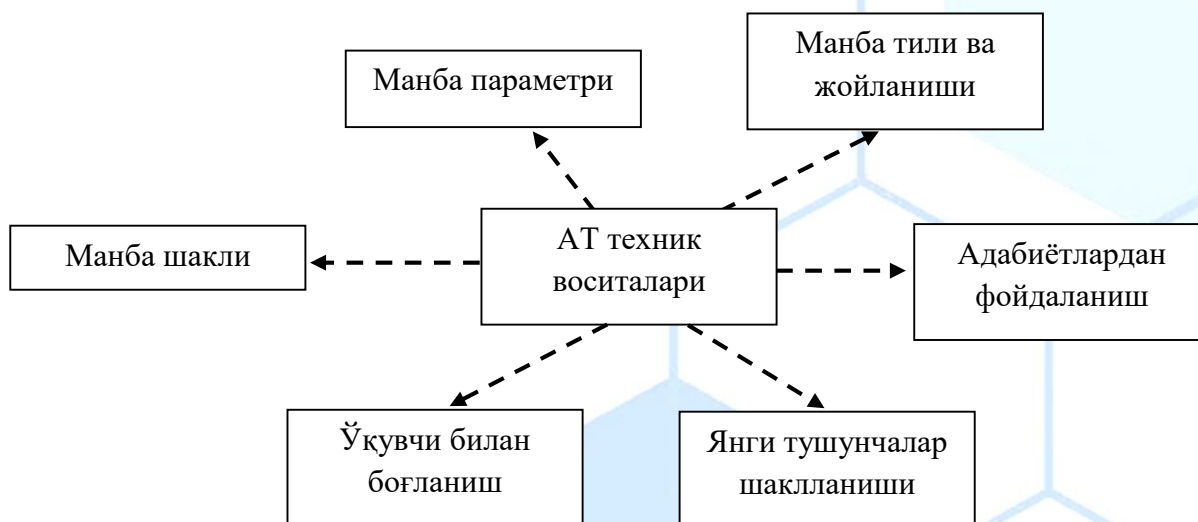 Манба параметри
Манба тили ва
жойланиши
Манба шакли
АТ техник
воситалари
Адабиётлардан
фойдаланиш
Ўқувчи билан
боғланиш
Янги тушунчалар
шаклланиши